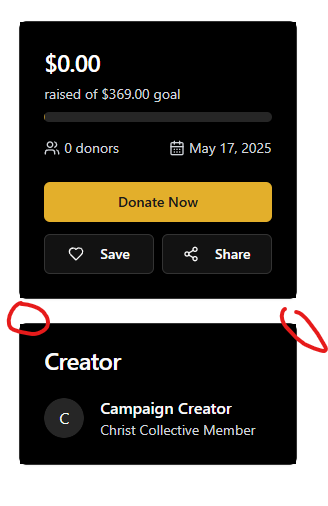 $0.00
raised of $369.00 goal
0 donors
May 17, 2025
Donate Now
Save
Share
Creator
C
Campaign Creator
Christ Collective Member